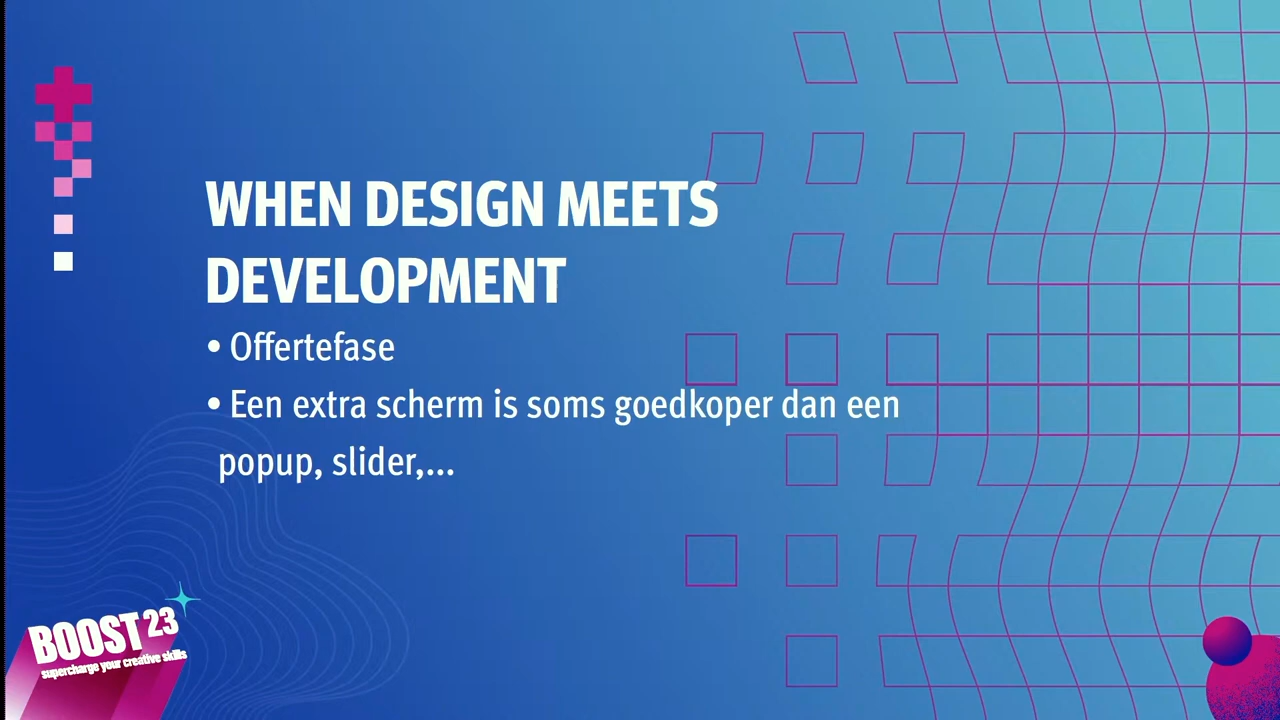 WHEN DESIGN MEETS
DEVELOPMENT
• Offertefase
• Een extra scherm is soms goedkoper dan een
popup, slider,...
BOOST23
supercharge your creative skills